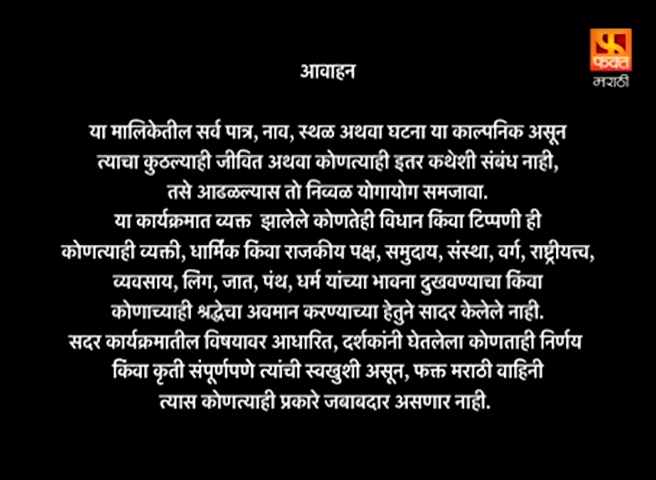 फक्त
मराठी
आवाहन
या मालिकेतील सर्व पात्र, नाव, स्थळ अथवा घटना या काल्पनिक असून
त्याचा कुठल्याही जीवित अथवा कोणत्याही इतर कथेशी संबंध नाही,
तसे आढळल्यास तो निव्वळ योगायोग समजावा.
या कार्यक्रमात व्यक्त झालेले कोणतेही विधान किंवा टिप्पणी ही
कोणत्याही व्यक्ती, धार्मिक किंवा राजकीय पक्ष, समुदाय, संस्था, वर्ग, राष्ट्रीयत्त्व,
व्यवसाय, लिंग, जात, पंथ, धर्म यांच्या भावना दुखवण्याचा किंवा
कोणाच्याही श्रद्धेचा अवमान करण्याच्या हेतुने सादर केलेले नाही.
सदर कार्यक्रमातील विषयावर आधारित, दर्शकांनी घेतलेला कोणताही निर्णय
किंवा कृती संपूर्णपणे त्यांची स्वखुशी असून, फक्त मराठी वाहिनी
त्यास कोणत्याही प्रकारे जबाबदार असणार नाही.